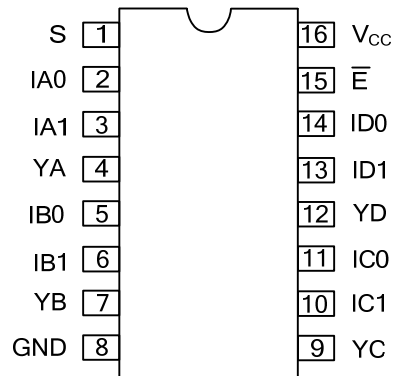 S 1 16 VCC
IA0 2 15 E̅
IA1 3 14 ID0
YA 4 13 ID1
IB0 5 12 YD
IB1 6 11 IC0
YB 7 10 IC1
GND 8 9 YC